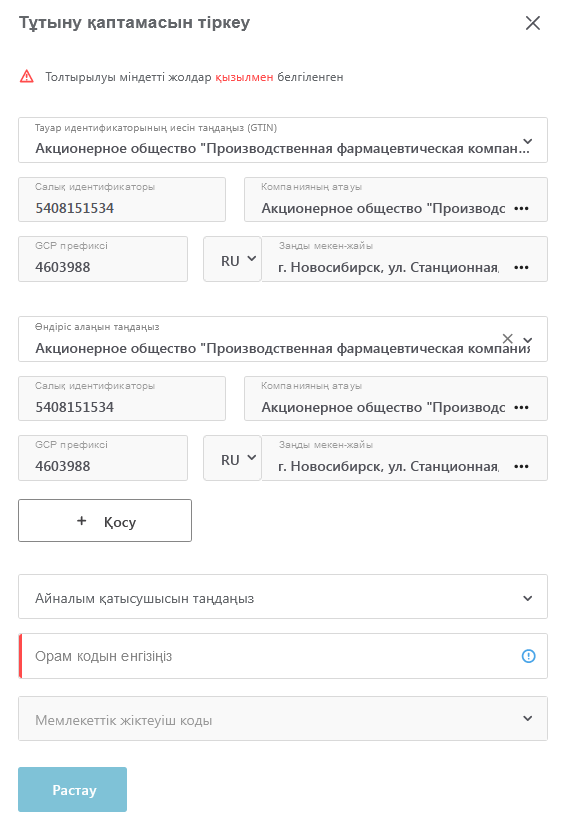 Тұтыну қаптамасын тіркеу
Толтырылуы міндетті жолдар қызылмен белгіленген
Тауар идентификаторының иесін таңдаңыз (GTIN)
Акционерное общество "Производственная фармацевтическая компан...
Салық идентификаторы
5408151534
Компанияның атауы
Акционерное общество "Производс •••
GCP префиксі
4603988
RU
Заңды мекен-жайы
г. Новосибирск, ул. Станционная, •••
Өндіріс алаңын таңдаңыз
Акционерное общество "Производственная фармацевтическая компания
Салық идентификаторы
5408151534
Компанияның атауы
Акционерное общество "Производс •••
GCP префиксі
4603988
RU
Заңды мекен-жайы
г. Новосибирск, ул. Станционная, •••
+ Қосу
Айналым қатысушысын таңдаңыз
Орам кодын енгізіңіз
Мемлекеттік жіктеуіш коды
Растау